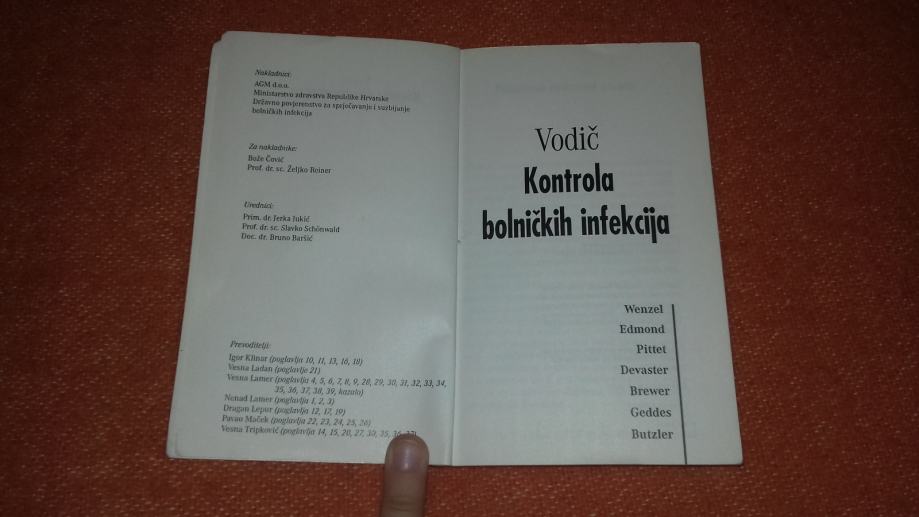 Nakladnici:
AGM d.o.o.
Ministarstvo zdravstva Republike Hrvatske
Državno povjerenstvo za sprječavanje i suzbijanje
bolničkih infekcija
Za nakladnike:
Bože Čović
Prof. dr. sc. Željko Reiner
Urednici:
Prim. dr. Jerka Jukić
Prof. dr. sc. Slavko Schönwald
Doc. dr. Bruno Baršić
Prevoditelji:
Igor Klinar (poglavlja 10, 11, 13, 16, 18)
Vesna Ladan (poglavlje 21)
Vesna Lamer (poglavlja 4, 5, 6, 7, 8, 9, 28, 29, 30, 31, 32, 33, 34,
35, 36, 37, 38, 39, kazalo)
Nenad Lamer (poglavlja 1, 2, 3)
Dragan Lepur (poglavlja 12, 17, 19)
Pavao Maček (poglavlja 22, 23, 24, 25, 26)
Vesna Tripković (poglavlja 14, 15, 20, 27, 30, 35,
Vodič
Kontrola
bolničkih infekcija
Wenzel
Edmond
Pittet
Devaster
Brewer
Geddes
Butzler